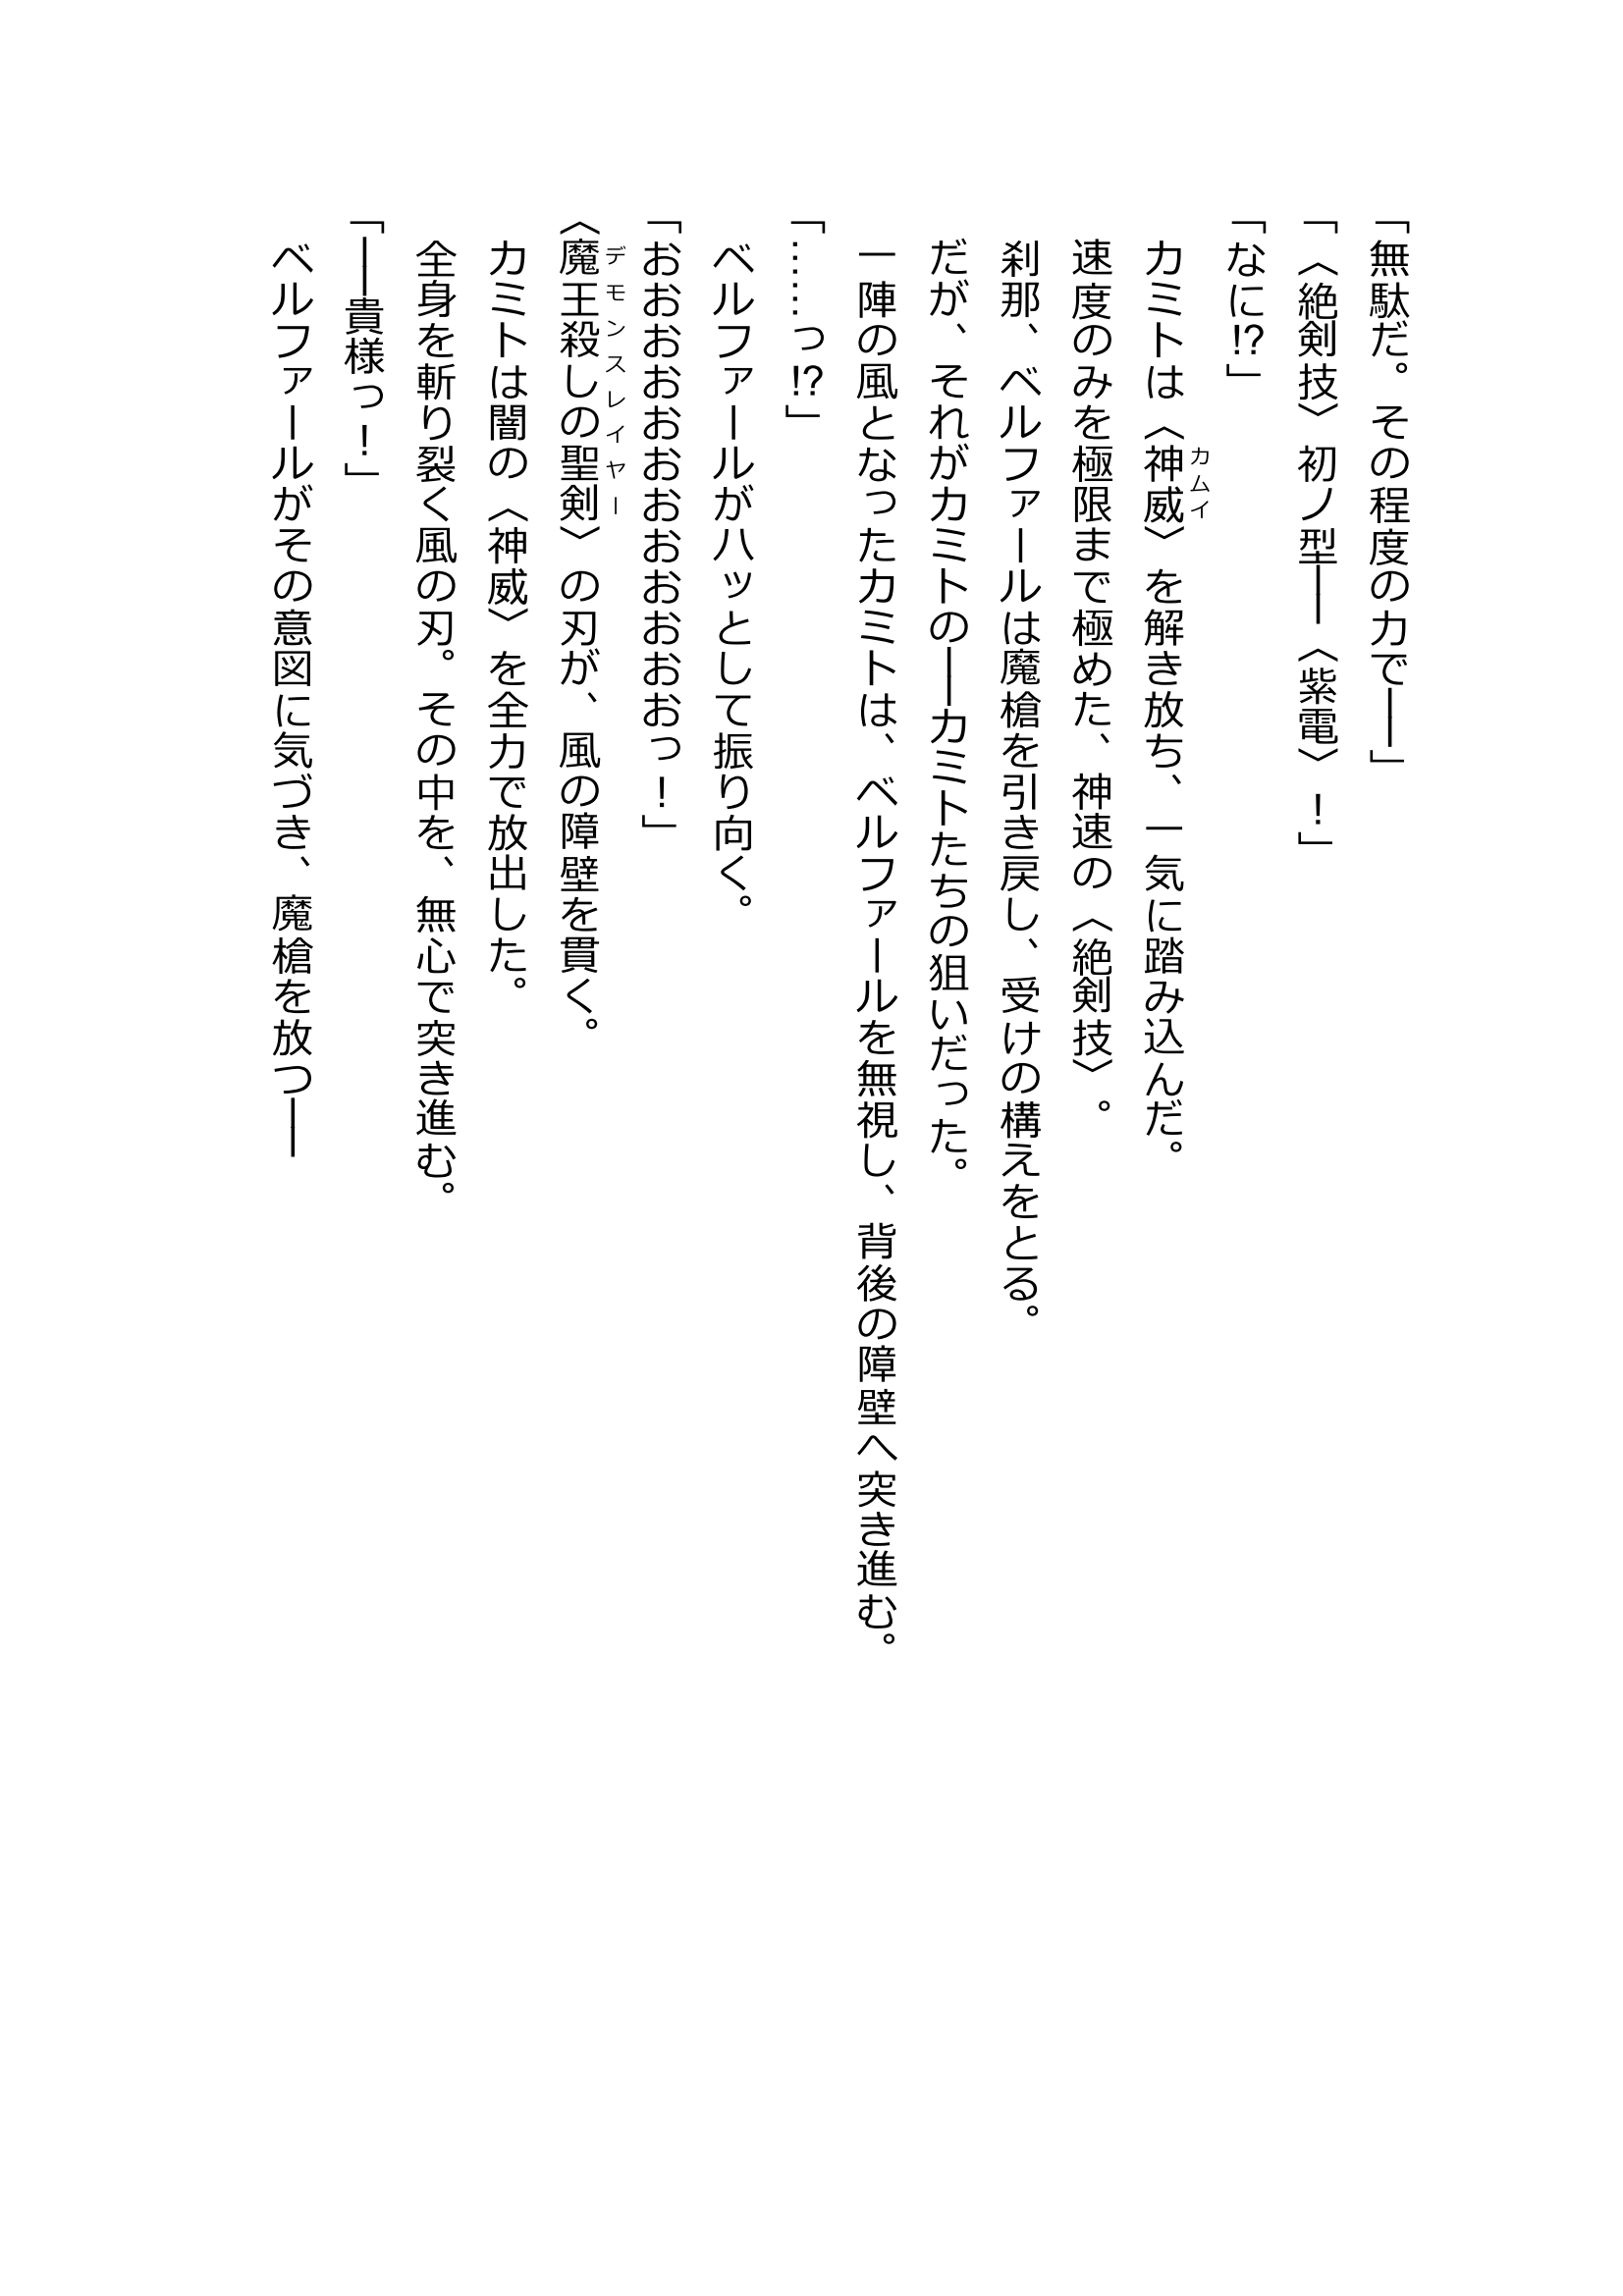 「無駄だ。その程度の力で――」
「〈絶剣技〉初ノ型――〈紫電〉！」
「なに⁉」
カミトは〈神威〉を解き放ち、一気に踏み込んだ。
カムイ
速度のみを極限まで極めた、神速の〈絶剣技〉。
刹那、ベルファールは魔槍を引き戻し、受けの構えをとる。
だが、それがカミトの――カミトたちの狙いだった。
一陣の風となったカミトは、ベルファールを無視し、背後の障壁へ突き進む。
「……っ⁉」
ベルファールがハッとして振り向く。
「おおおおおおおおおおおおっ！」
〈魔王殺しの聖剣〉の刃が、風の障壁を貫く。
デモンスレイヤー
カミトは闇の〈神威〉を全力で放出した。
全身を斬り裂く風の刃。その中を、無心で突き進む。
「――貴様っ！」
ベルファールがその意図に気づき、魔槍を放つ――